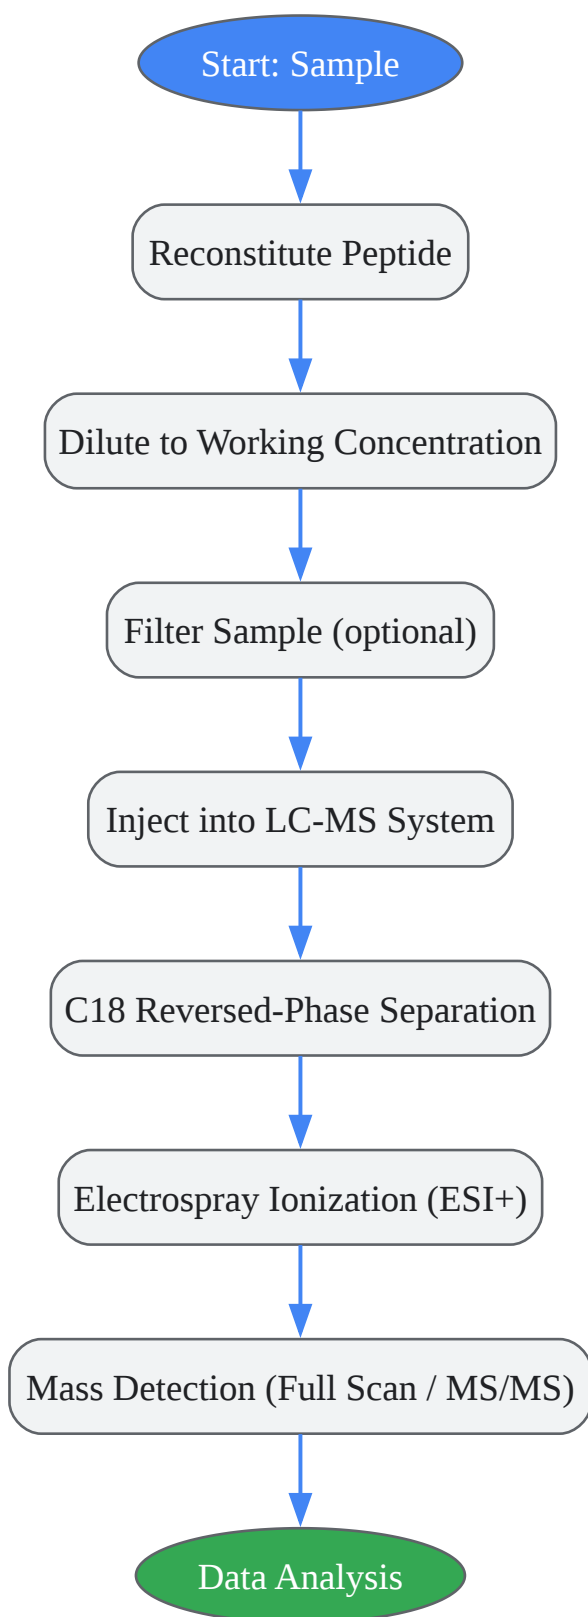 Start: Sample
Reconstitute Peptide
Dilute to Working Concentration
Filter Sample (optional)
Inject into LC-MS System
C18 Reversed-Phase Separation
Electrospray Ionization (ESI+)
Mass Detection (Full Scan / MS/MS)
Data Analysis